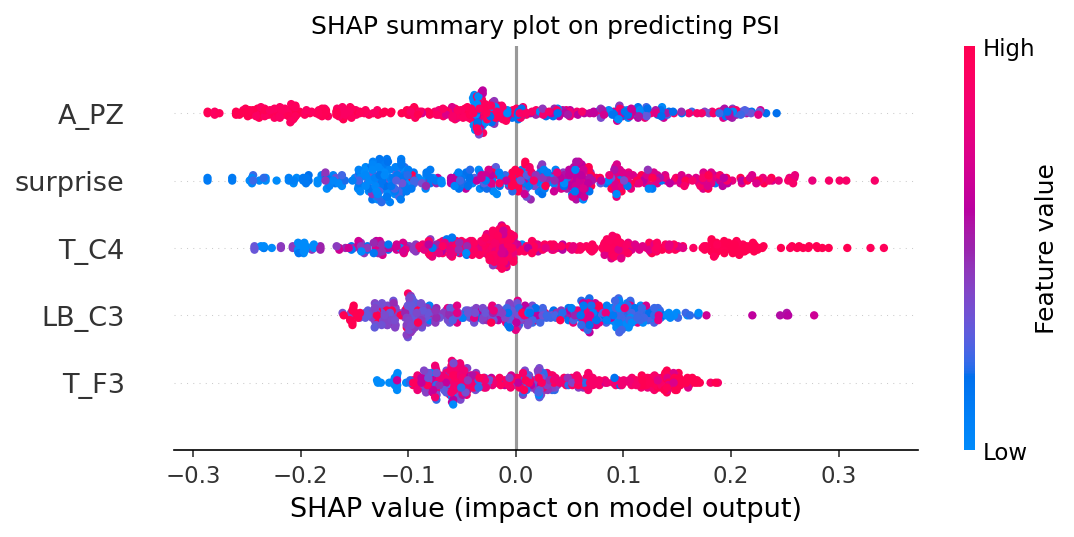 SHAP summary plot on predicting PSI
High
A_PZ
surprise
T_C4
LB_C3
T_F3
Feature value
Low
−0.3 −0.2 −0.1 0.0 0.1 0.2 0.3
SHAP value (impact on model output)